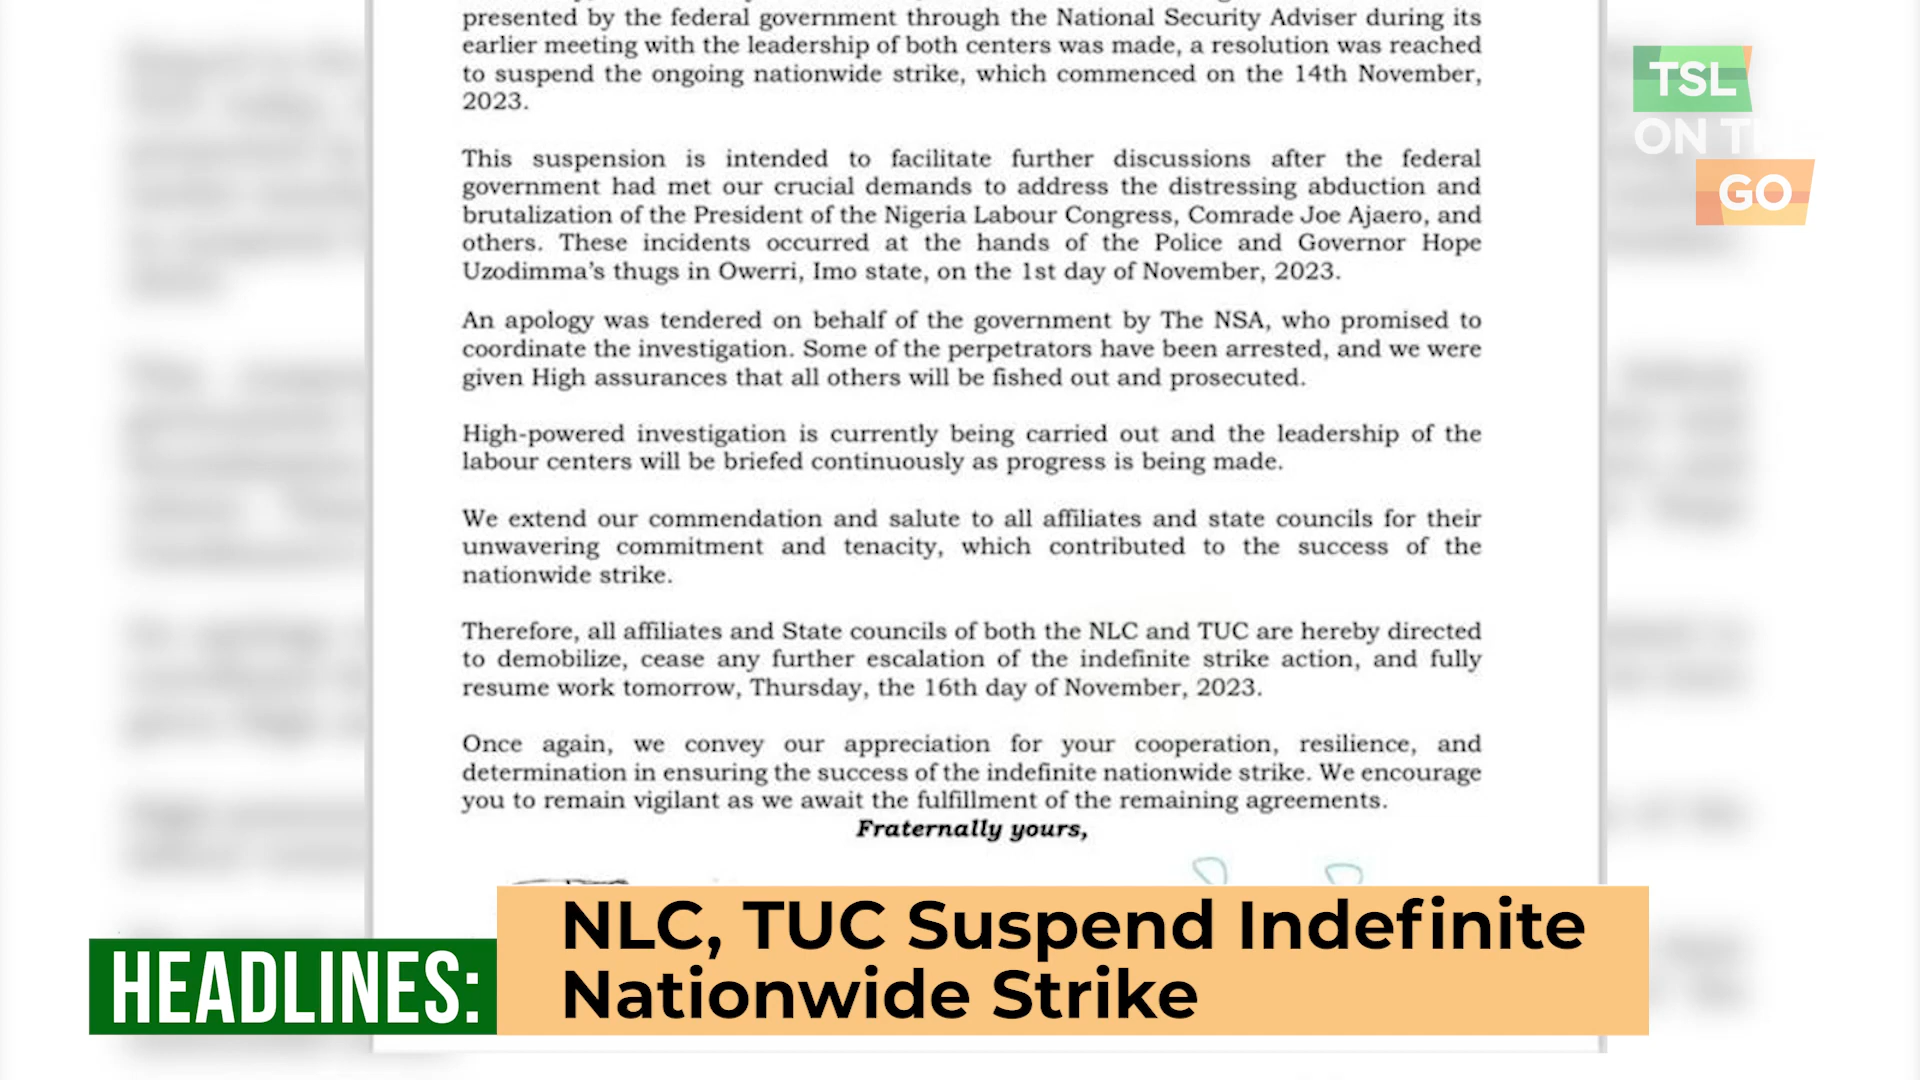 presented by the federal government through the National Security Adviser during its
earlier meeting with the leadership of both centers was made, a resolution was reached
to suspend the ongoing nationwide strike, which commenced on the 14th November,
2023.
This suspension is intended to facilitate further discussions after the federal
government had met our crucial demands to address the distressing abduction and
brutalization of the President of the Nigeria Labour Congress, Comrade Joe Ajaero, and
others. These incidents occurred at the hands of the Police and Governor Hope
Uzodimma's thugs in Owerri, Imo state, on the 1st day of November, 2023.
An apology was tendered on behalf of the government by The NSA, who promised to
coordinate the investigation. Some of the perpetrators have been arrested, and we were
given High assurances that all others will be fished out and prosecuted.
High-powered investigation is currently being carried out and the leadership of the
labour centers will be briefed continuously as progress is being made.
We extend our commendation and salute to all affiliates and state councils for their
unwavering commitment and tenacity, which contributed to the success of the
nationwide strike.
Therefore, all affiliates and State councils of both the NLC and TUC are hereby directed
to demobilize, cease any further escalation of the indefinite strike action, and fully
resume work tomorrow, Thursday, the 16th day of November, 2023.
Once again, we convey our appreciation for your cooperation, resilience, and
determination in ensuring the success of the indefinite nationwide strike. We encourage
you to remain vigilant as we await the fulfillment of the remaining agreements.
Fraternally yours,
TSL
ON T
GO
HEADLINES:
NLC, TUC Suspend Indefinite
Nationwide Strike